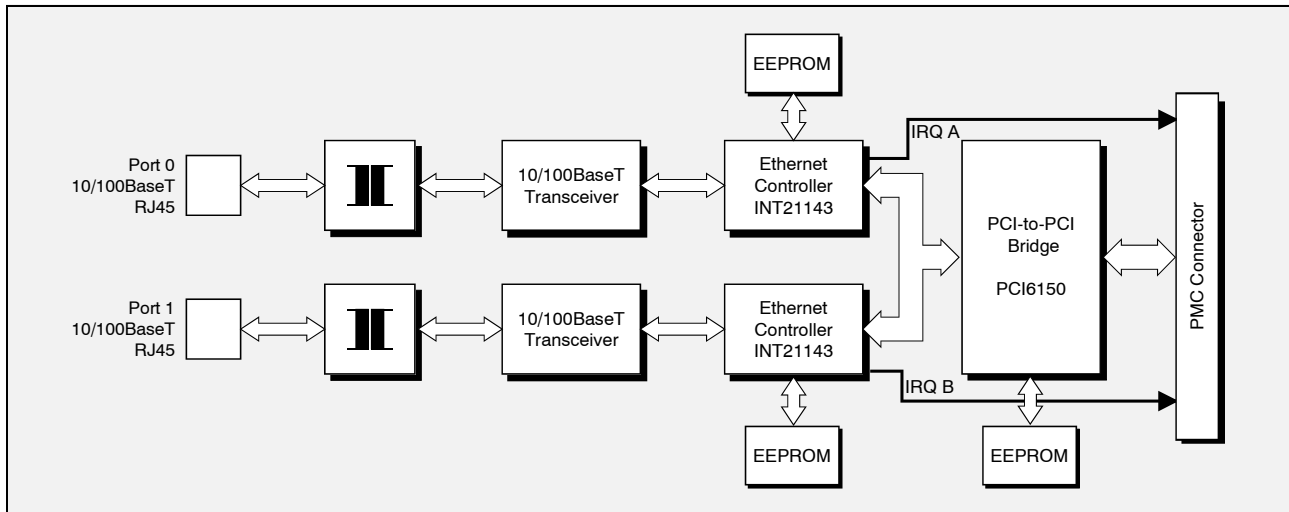 EEPROM
IRQ A
Port 0
10/100BaseT
RJ45
10/100BaseT
Transceiver
Ethernet
Controller
INT21143
PCI-to-PCI
Bridge
PCI6150
PMC Connector
Port 1
10/100BaseT
RJ45
10/100BaseT
Transceiver
Ethernet
Controller
INT21143
IRQ B
EEPROM
EEPROM